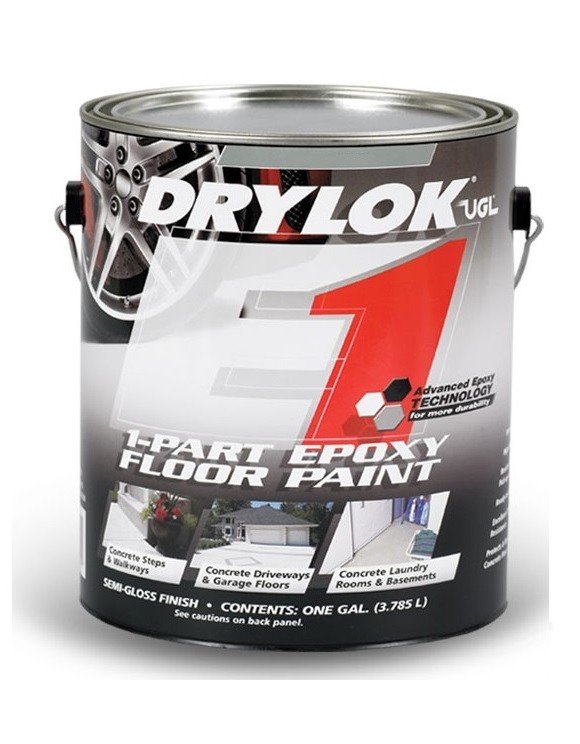 DRYLOK® UGL
E1
Advanced Epoxy
TECHNOLOGY
for more durability
1-PART EPOXY
FLOOR PAINT
Concrete Steps
& Walkways
Concrete Driveways
& Garage Floors
Concrete Laundry
Rooms & Basements
SEMI-GLOSS FINISH • CONTENTS: ONE GAL. (3.785 L)
See cautions on back panel.